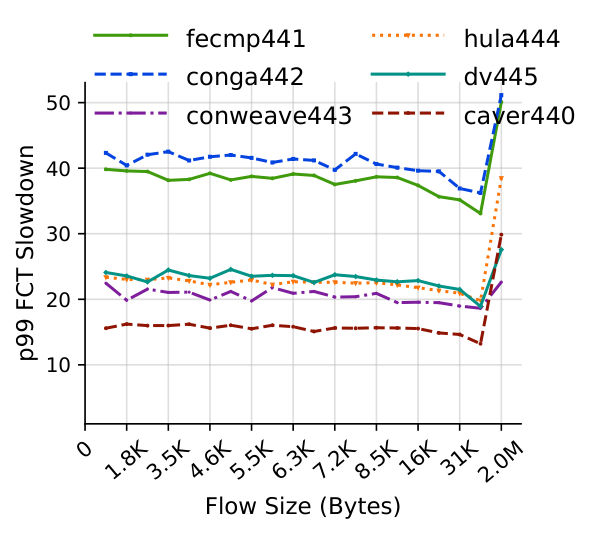 fecmp441 hula444
conga442 dv445
conweave443 caver440
50
40
30
20
10
p99 FCT Slowdown
0 1.8K 3.5K 4.6K 5.5K 6.3K 7.2K 8.5K 16K 31K 2.0M
Flow Size (Bytes)